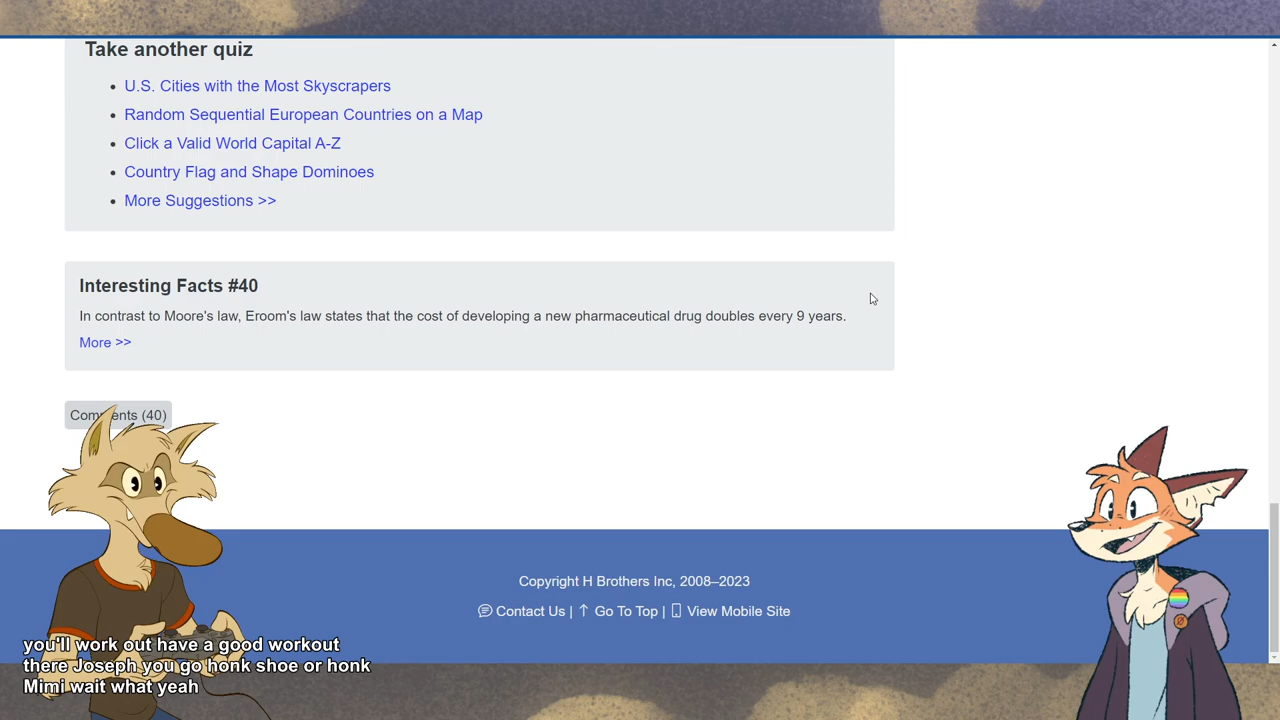 Take another quiz
U.S. Cities with the Most Skyscrapers
Random Sequential European Countries on a Map
Click a Valid World Capital A-Z
Country Flag and Shape Dominoes
More Suggestions >>
Interesting Facts #40
In contrast to Moore's law, Eroom's law states that the cost of developing a new pharmaceutical drug doubles every 9 years.
More >>
Comments (40)
Copyright H Brothers Inc, 2008–2023
Contact Us | Go To Top | View Mobile Site
you'll work out have a good workout
there Joseph you go honk shoe or honk
Mimi wait what yeah